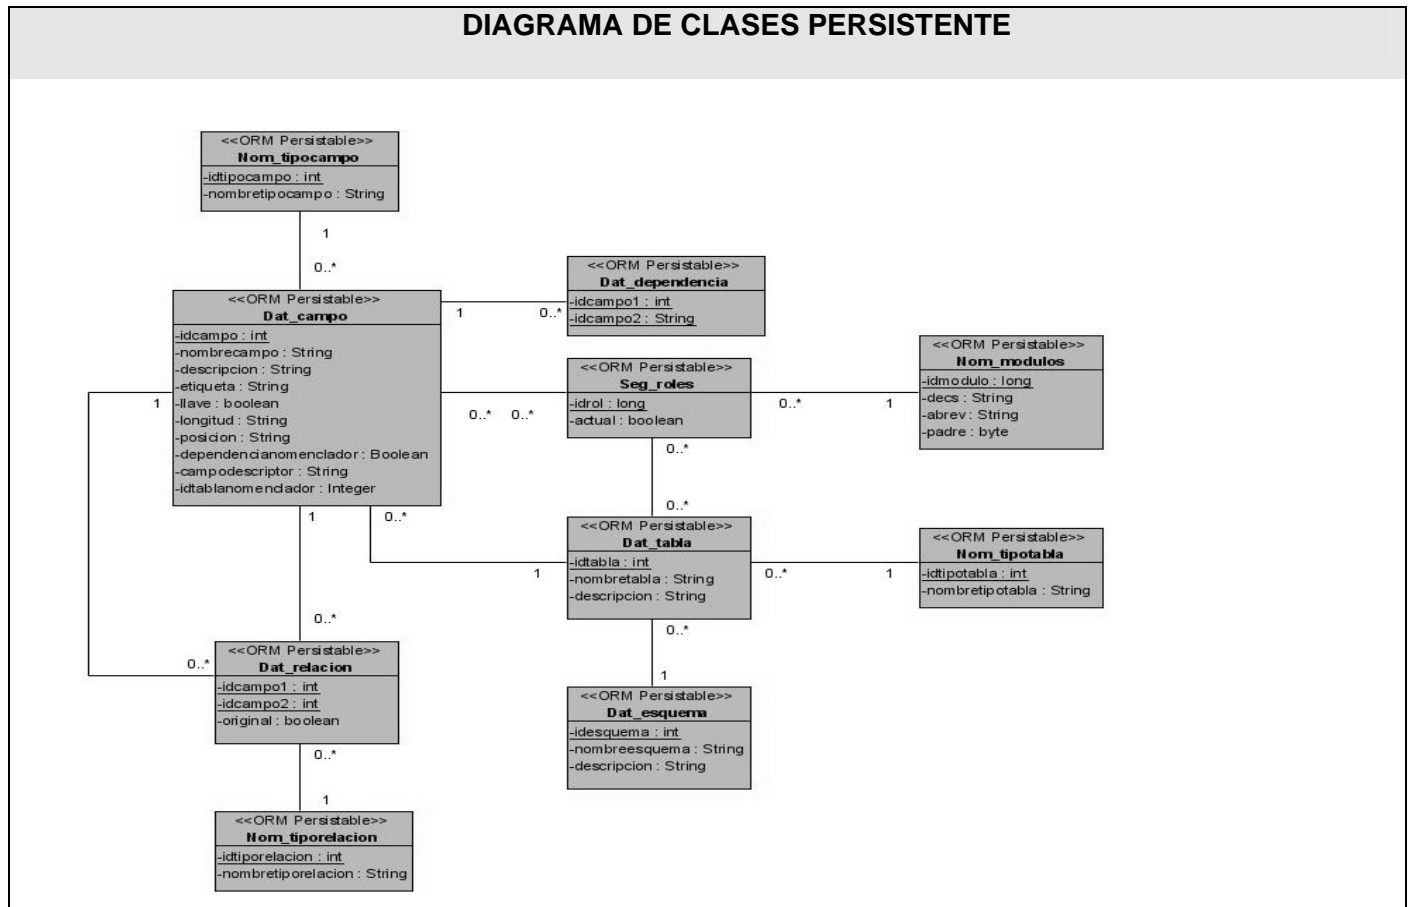 DIAGRAMA DE CLASES PERSISTENTE
<<ORM Persistable>>
Nom_tipocampo
-idtipocampo : int
-nombretipocampo : String
1
0..*
<<ORM Persistable>>
Dat_campo
-idcampo : int
-nombrecampo : String
-descripcion : String
-etiqueta : String
-llave : boolean
-longitud : String
-posicion : String
-dependencianomenclador : Boolean
-campodescriptor : String
-idtablanomenclador : Integer
1
0..*
<<ORM Persistable>>
Dat_dependencia
-idcampo1 : int
-idcampo2 : String
0..*
0..*
<<ORM Persistable>>
Seg_roles
-idrol : long
-actual : boolean
0..*
1
<<ORM Persistable>>
Nom_modulos
-idmodulo : long
-decs : String
-abrev : String
-padre : byte
1
0..*
0..*
1
0..*
1
<<ORM Persistable>>
Dat_tabla
-idtabla : int
-nombretabla : String
-descripcion : String
0..*
1
<<ORM Persistable>>
Nom_tipotabla
-idtipotabla : int
-nombretipotabla : String
0..*
0..*
<<ORM Persistable>>
Dat_relacion
-idcampo1 : int
-idcampo2 : int
-original : boolean
0..*
1
<<ORM Persistable>>
Dat_esquema
-idesquema : int
-nombreesquema : String
-descripcion : String
0..*
1
<<ORM Persistable>>
Nom_tiporelacion
-idtiporelacion : int
-nombretiporelacion : String